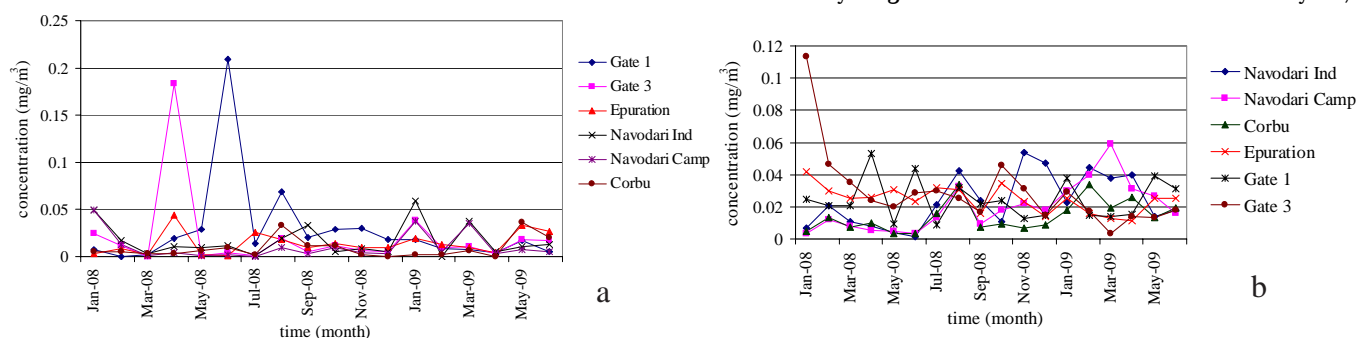 0.25
0.2
0.15
0.1
0.05
0
concentration (mg/m³)
Jan-08
Mar-08
May-08
Jul-08
Sep-08
Nov-08
Jan-09
Mar-09
May-09
time (month)
Gate 1
Gate 3
Epuration
Navodari Ind
Navodari Camp
Corbu
a
0.12
0.1
0.08
0.06
0.04
0.02
0
concentration (mg/m³)
Jan-08
Mar-08
May-08
Jul-08
Sep-08
Nov-08
Jan-09
Mar-09
May-09
time (month)
Navodari Ind
Navodari Camp
Corbu
Epuration
Gate 1
Gate 3
b